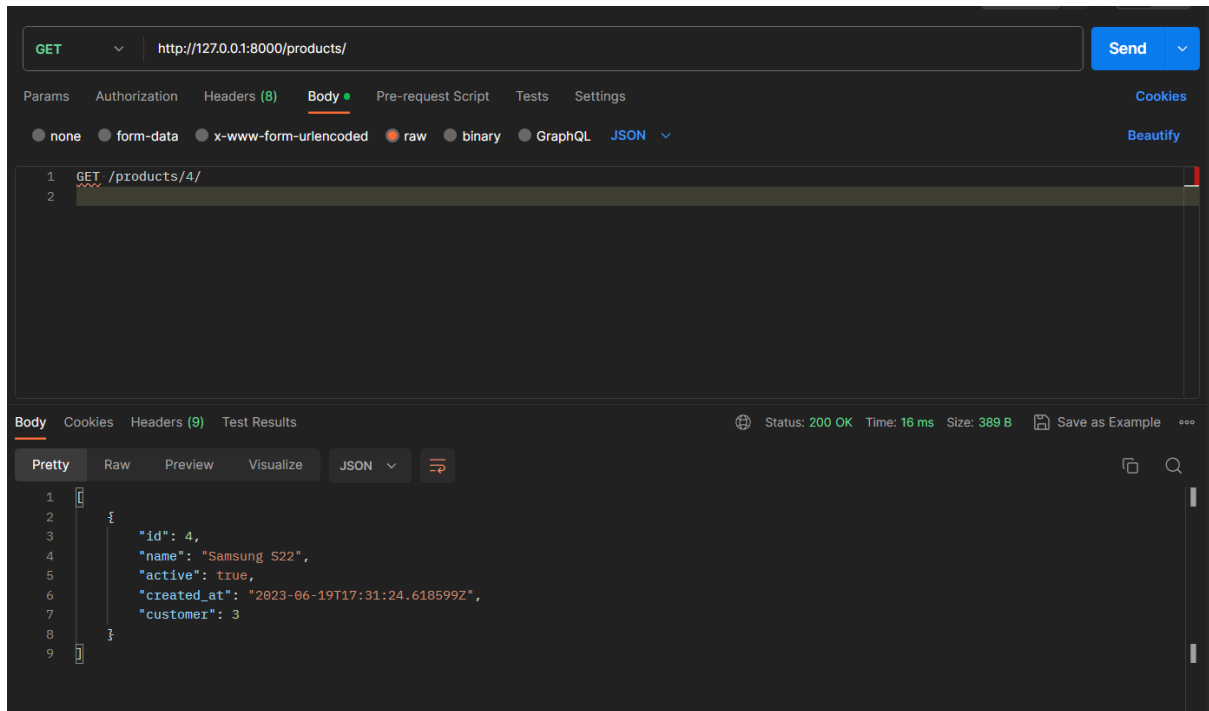 GET http://127.0.0.1:8000/products/ Send
Params Authorization Headers (8) Body Pre-request Script Tests Settings Cookies
none form-data x-www-form-urlencoded raw binary GraphQL JSON Beautify
1 GET /products/4/
2
Body Cookies Headers (9) Test Results Status: 200 OK Time: 16 ms Size: 389 B Save as Example
Pretty Raw Preview Visualize JSON
1 [
2 {
3 "id": 4,
4 "name": "Samsung S22",
5 "active": true,
6 "created_at": "2023-06-19T17:31:24.618599Z",
7 "customer": 3
8 }
9 ]